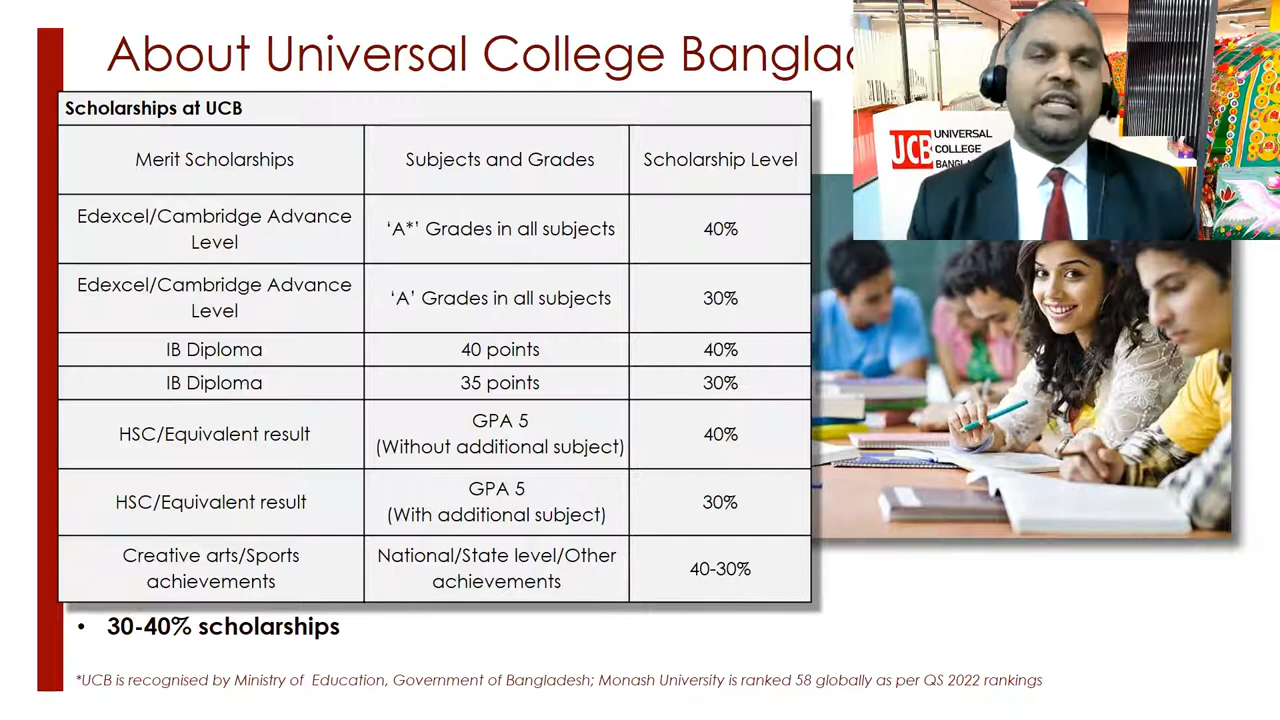 About Universal College
Scholarships at UCB
Merit Scholarships
Subjects and Grades
Scholarship Level
Edexcel/Cambridge Advance
Level
‘A*’ Grades in all subjects
40%
Edexcel/Cambridge Advance
Level
‘A’ Grades in all subjects
30%
IB Diploma
40 points
40%
IB Diploma
35 points
30%
HSC/Equivalent result
GPA 5
(Without additional subject)
40%
HSC/Equivalent result
GPA 5
(With additional subject)
30%
Creative arts/Sports
achievements
National/State level/Other
achievements
40-30%
• 30-40% scholarships
*UCB is recognised by Ministry of Education, Government of Bangladesh; Monash University is ranked 58 globally as per QS 2022 rankings
UCB
UNIVERSAL
COLLEGE